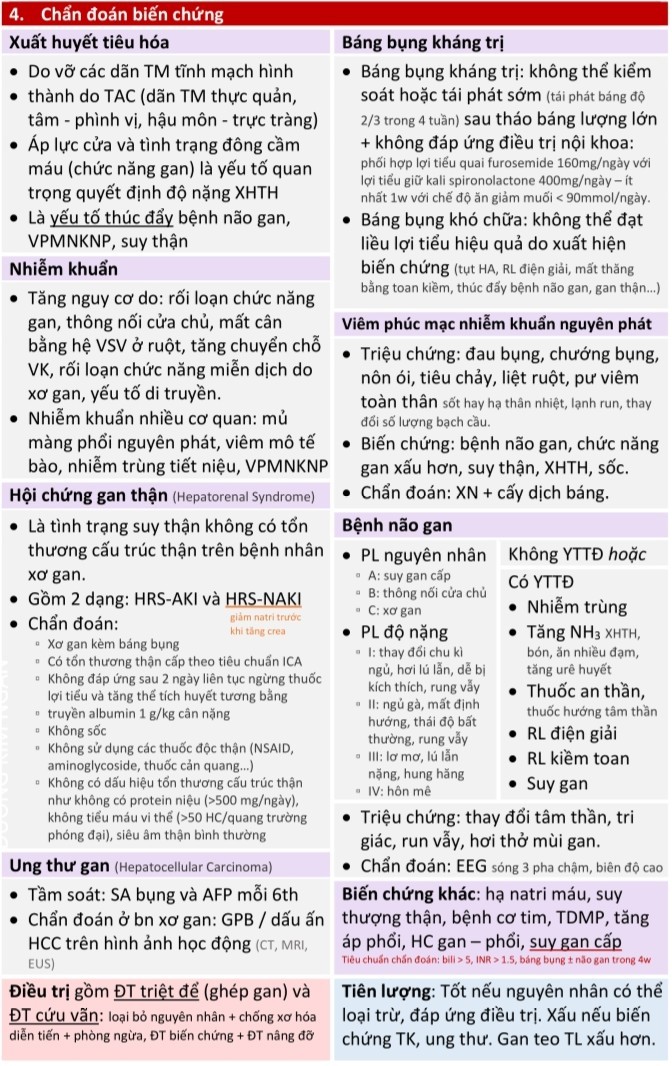 4. Chẩn đoán biến chứng
Xuất huyết tiêu hóa
• Do vỡ các dãn TM tĩnh mạch hình
• thành do TAC (dãn TM thực quản,
tâm - phình vị, hậu môn - trực tràng)
• Áp lực cửa và tình trạng đông cầm
máu (chức năng gan) là yếu tố quan
trọng quyết định độ nặng XHTH
• Là yếu tố thúc đẩy bệnh não gan,
VPMNKNP, suy thận
Nhiễm khuẩn
• Tăng nguy cơ do: rối loạn chức năng
gan, thông nối cửa chủ, mất cân
bằng hệ VSV ở ruột, tăng chuyển chỗ
VK, rối loạn chức năng miễn dịch do
xơ gan, yếu tố di truyền.
• Nhiễm khuẩn nhiều cơ quan: mủ
màng phổi nguyên phát, viêm mô tế
bào, nhiễm trùng tiết niệu, VPMNKNP
Hội chứng gan thận (Hepatorenal Syndrome)
• Là tình trạng suy thận không có tổn
thương cấu trúc thận trên bệnh nhân
xơ gan.
• Gồm 2 dạng: HRS-AKI và HRS-NAKI
giảm natri trước
khi tăng crea
• Chẩn đoán:
▫ Xơ gan kèm báng bụng
▫ Có tổn thương thận cấp theo tiêu chuẩn ICA
▫ Không đáp ứng sau 2 ngày liên tục ngừng thuốc
lợi tiểu và tăng thể tích huyết tương bằng
▫ truyền albumin 1 g/kg cân nặng
▫ Không sốc
▫ Không sử dụng các thuốc độc thận (NSAID,
aminoglycoside, thuốc cản quang...)
▫ Không có dấu hiệu tổn thương cấu trúc thận
như không có protein niệu (>500 mg/ngày),
không tiểu máu vi thể (>50 HC/quang trường
phóng đại), siêu âm thận bình thường
Ung thư gan (Hepatocellular Carcinoma)
• Tầm soát: SA bụng và AFP mỗi 6th
• Chẩn đoán ở bn xơ gan: GPB / dấu ấn
HCC trên hình ảnh học động (CT, MRI,
EUS)
Điều trị gồm ĐT triệt để (ghép gan) và
ĐT cứu vãn: loại bỏ nguyên nhân + chống xơ hóa
diễn tiến + phòng ngừa, ĐT biến chứng + ĐT nâng đỡ
Báng bụng kháng trị
• Báng bụng kháng trị: không thể kiểm
soát hoặc tái phát sớm (tái phát báng độ
2/3 trong 4 tuần) sau tháo báng lượng lớn
+ không đáp ứng điều trị nội khoa:
phối hợp lợi tiểu quai furosemide 160mg/ngày với
lợi tiểu giữ kali spironolactone 400mg/ngày – ít
nhất 1w với chế độ ăn giảm muối < 90mmol/ngày.
• Báng bụng khó chữa: không thể đạt
liều lợi tiểu hiệu quả do xuất hiện
biến chứng (tụt HA, RL điện giải, mất thăng
bằng toan kiềm, thúc đẩy bệnh não gan, gan thận...)
Viêm phúc mạc nhiễm khuẩn nguyên phát
• Triệu chứng: đau bụng, chướng bụng,
nôn ói, tiêu chảy, liệt ruột, pư viêm
toàn thân sốt hay hạ thân nhiệt, lạnh run, thay
đổi số lượng bạch cầu.
• Biến chứng: bệnh não gan, chức năng
gan xấu hơn, suy thận, XHTH, sốc.
• Chẩn đoán: XN + cấy dịch báng.
Bệnh não gan
• PL nguyên nhân
▫ A: suy gan cấp
▫ B: thông nối cửa chủ
▫ C: xơ gan
• PL độ nặng
▫ I: thay đổi chu kì
ngủ, hơi lú lẫn, dễ bị
kích thích, rung vẫy
▫ II: ngủ gà, mất định
hướng, thái độ bất
thường, rung vẫy
▫ III: lơ mơ, lú lẫn
nặng, hung hăng
▫ IV: hôn mê
Không YTTĐ hoặc
Có YTTĐ
• Nhiễm trùng
• Tăng NH₃ XHTH,
bón, ăn nhiều đạm,
tăng urê huyết
• Thuốc an thần,
thuốc hướng tâm thần
• RL điện giải
• RL kiềm toan
• Suy gan
• Triệu chứng: thay đổi tâm thần, tri
giác, run vẫy, hơi thở mùi gan.
• Chẩn đoán: EEG sóng 3 pha chậm, biên độ cao
Biến chứng khác: hạ natri máu, suy
thượng thận, bệnh cơ tim, TDMP, tăng
áp phổi, HC gan – phổi, suy gan cấp
Tiêu chuẩn chẩn đoán: bili > 5, INR > 1.5, báng bụng ± não gan trong 4w
Tiên lượng: Tốt nếu nguyên nhân có thể
loại trừ, đáp ứng điều trị. Xấu nếu biến
chứng TK, ung thư. Gan teo TL xấu hơn.